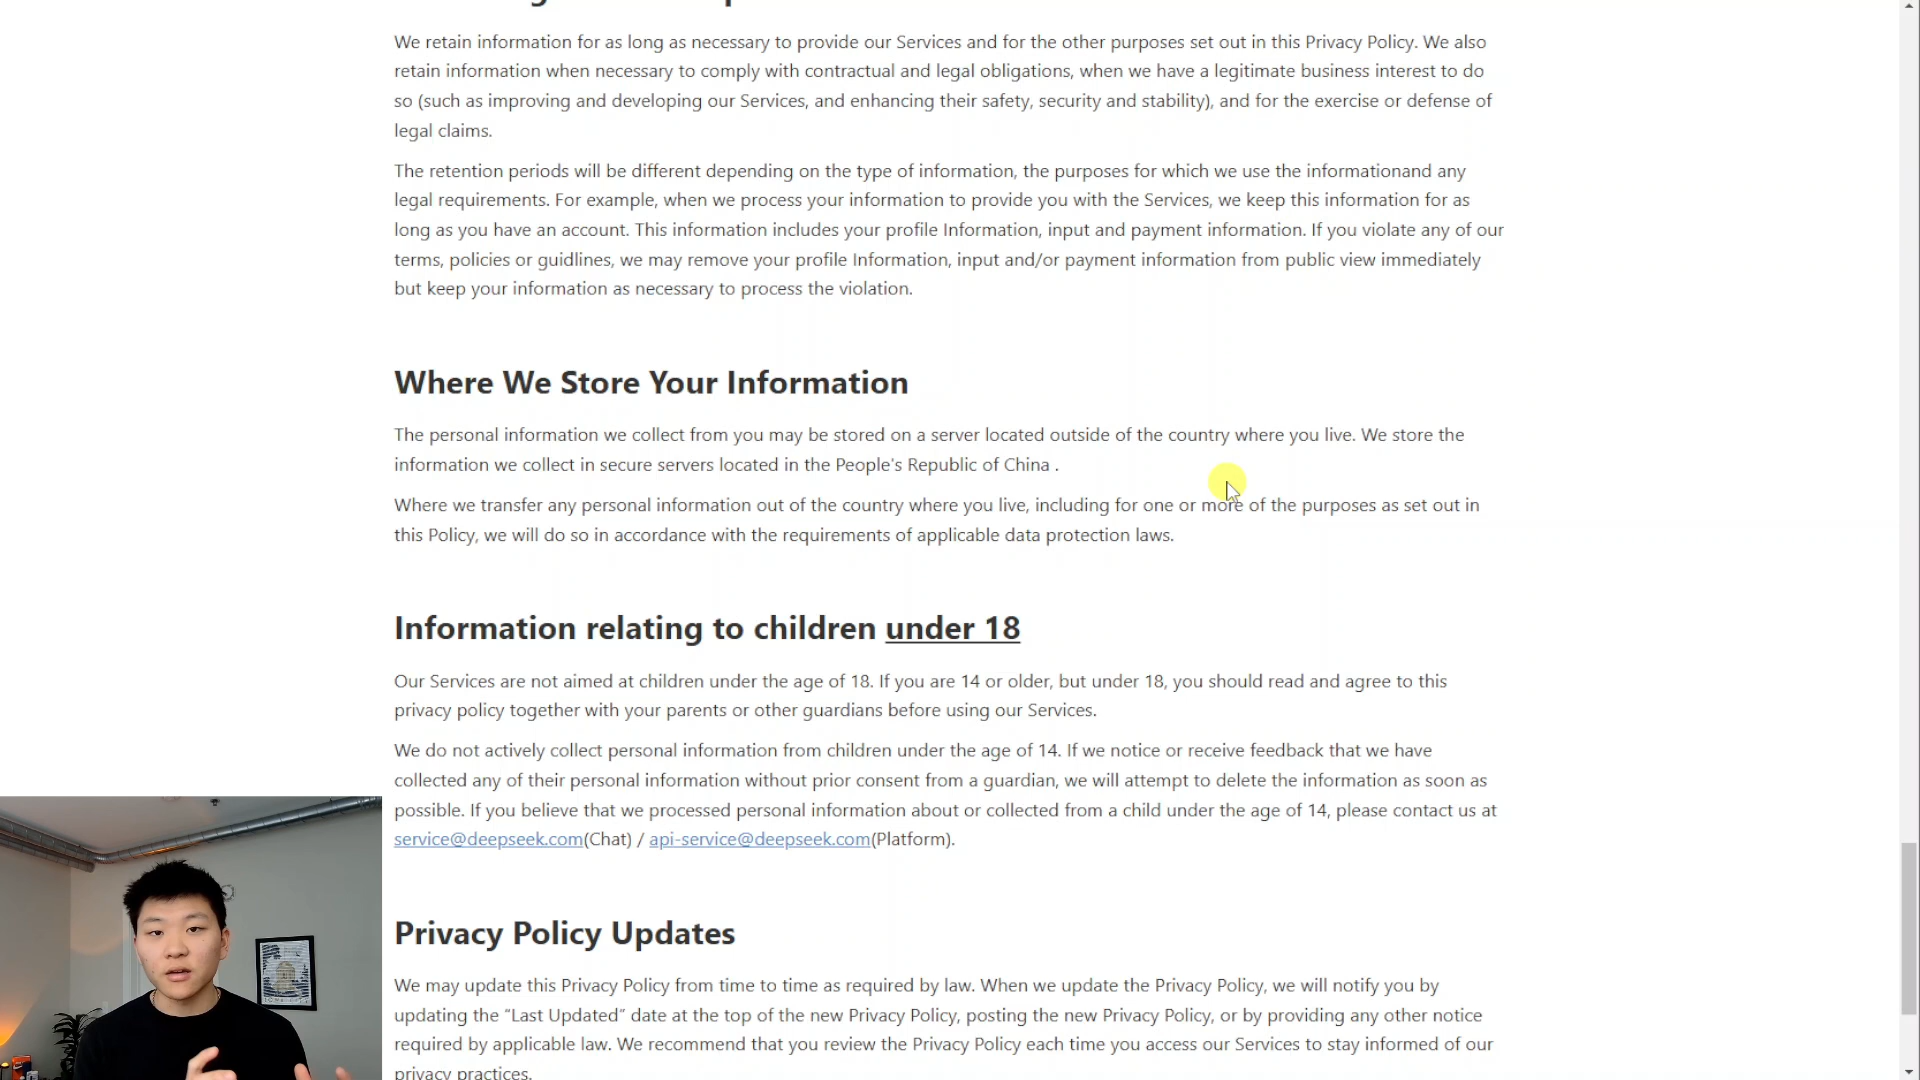 We retain information for as long as necessary to provide our Services and for the other purposes set out in this Privacy Policy. We also
retain information when necessary to comply with contractual and legal obligations, when we have a legitimate business interest to do
so (such as improving and developing our Services, and enhancing their safety, security and stability), and for the exercise or defense of
legal claims.
The retention periods will be different depending on the type of information, the purposes for which we use the informationand any
legal requirements. For example, when we process your information to provide you with the Services, we keep this information for as
long as you have an account. This information includes your profile Information, input and payment information. If you violate any of our
terms, policies or guidlines, we may remove your profile Information, input and/or payment information from public view immediately
but keep your information as necessary to process the violation.
Where We Store Your Information
The personal information we collect from you may be stored on a server located outside of the country where you live. We store the
information we collect in secure servers located in the People's Republic of China .
Where we transfer any personal information out of the country where you live, including for one or more of the purposes as set out in
this Policy, we will do so in accordance with the requirements of applicable data protection laws.
Information relating to children under 18
Our Services are not aimed at children under the age of 18. If you are 14 or older, but under 18, you should read and agree to this
privacy policy together with your parents or other guardians before using our Services.
We do not actively collect personal information from children under the age of 14. If we notice or receive feedback that we have
collected any of their personal information without prior consent from a guardian, we will attempt to delete the information as soon as
possible. If you believe that we processed personal information about or collected from a child under the age of 14, please contact us at
service@deepseek.com(Chat) / api-service@deepseek.com(Platform).
Privacy Policy Updates
We may update this Privacy Policy from time to time as required by law. When we update the Privacy Policy, we will notify you by
updating the “Last Updated” date at the top of the new Privacy Policy, posting the new Privacy Policy, or by providing any other notice
required by applicable law. We recommend that you review the Privacy Policy each time you access our Services to stay informed of our
privacy practices.